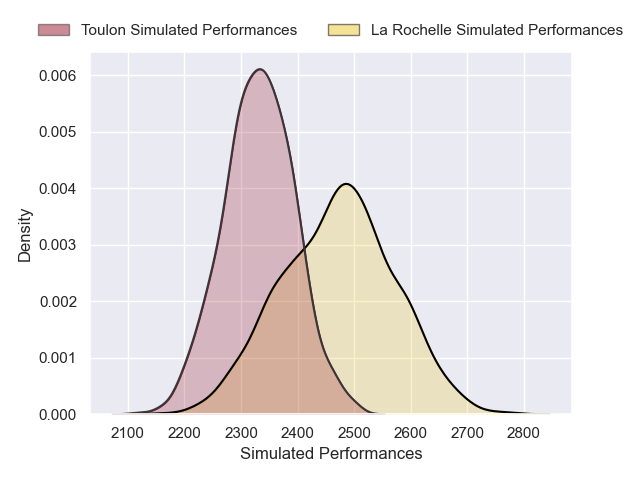 Toulon Simulated Performances La Rochelle Simulated Performances
0.006
0.005
0.004
0.003
0.002
0.001
0.000
Density
2100 2200 2300 2400 2500 2600 2700 2800
Simulated Performances